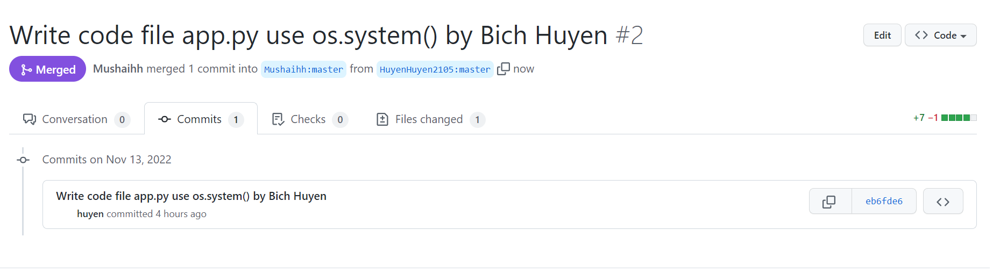 Write code file app.py use os.system() by Bich Huyen #2
Edit
Code
Merged
Mushaihh merged 1 commit into Mushaihh:master from HuyenHuyen2105:master now
Conversation 0
Commits 1
Checks 0
Files changed 1
+7 −1
Commits on Nov 13, 2022
Write code file app.py use os.system() by Bich Huyen
eb6fde6
huyen committed 4 hours ago